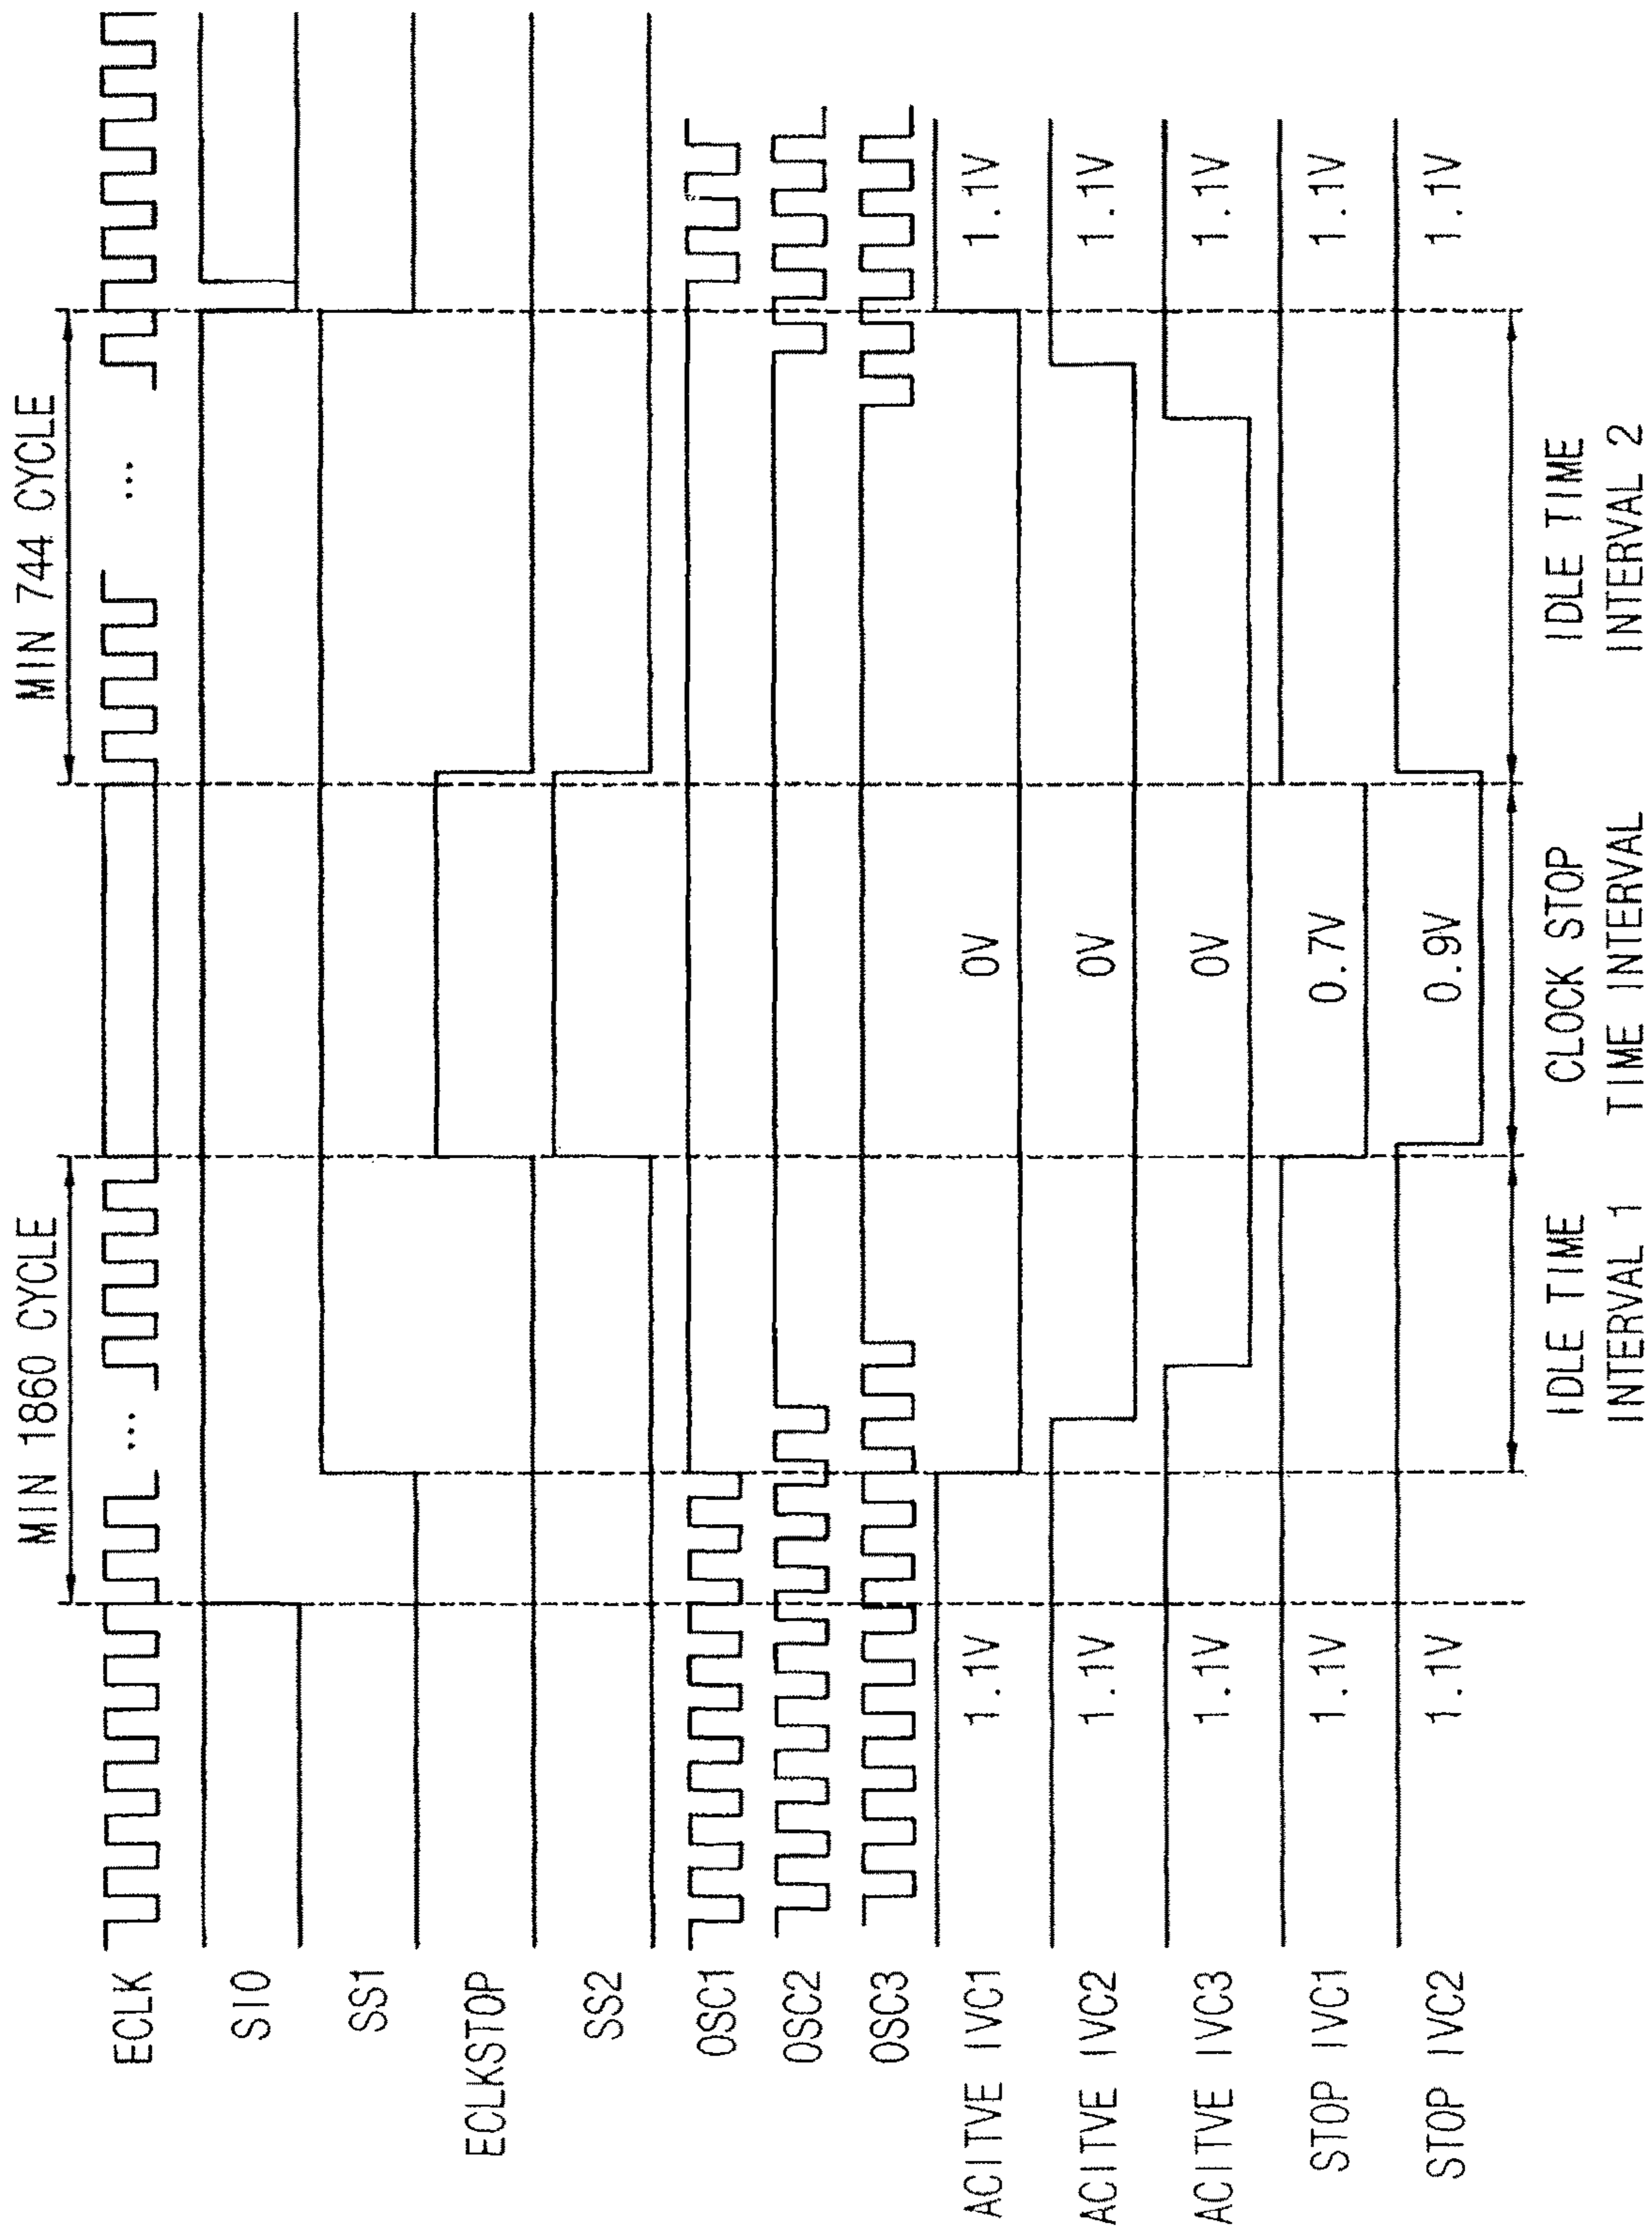 MIN 1860 CYCLE
MIN 744 CYCLE
ECLK
...
...
SIO
SS1
ECLKSTOP
SS2
OSC1
OSC2
OSC3
ACITVE IVC1
1.1V
0V
1.1V
ACITVE IVC2
1.1V
0V
1.1V
ACITVE IVC3
1.1V
0V
1.1V
STOP IVC1
1.1V
0.7V
1.1V
STOP IVC2
1.1V
0.9V
1.1V
IDLE TIME
INTERVAL 1
CLOCK STOP
TIME INTERVAL
IDLE TIME
INTERVAL 2